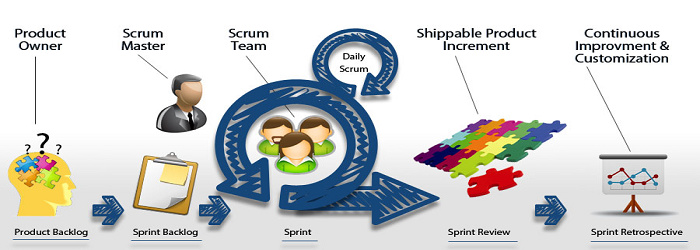 Product
Owner
Scrum
Master
Scrum
Team
Daily
Scrum
Shippable Product
Increment
Continuous
Improvment &
Customization
? ? ?
Product Backlog
Sprint Backlog
Sprint
Sprint Review
Sprint Retrospective